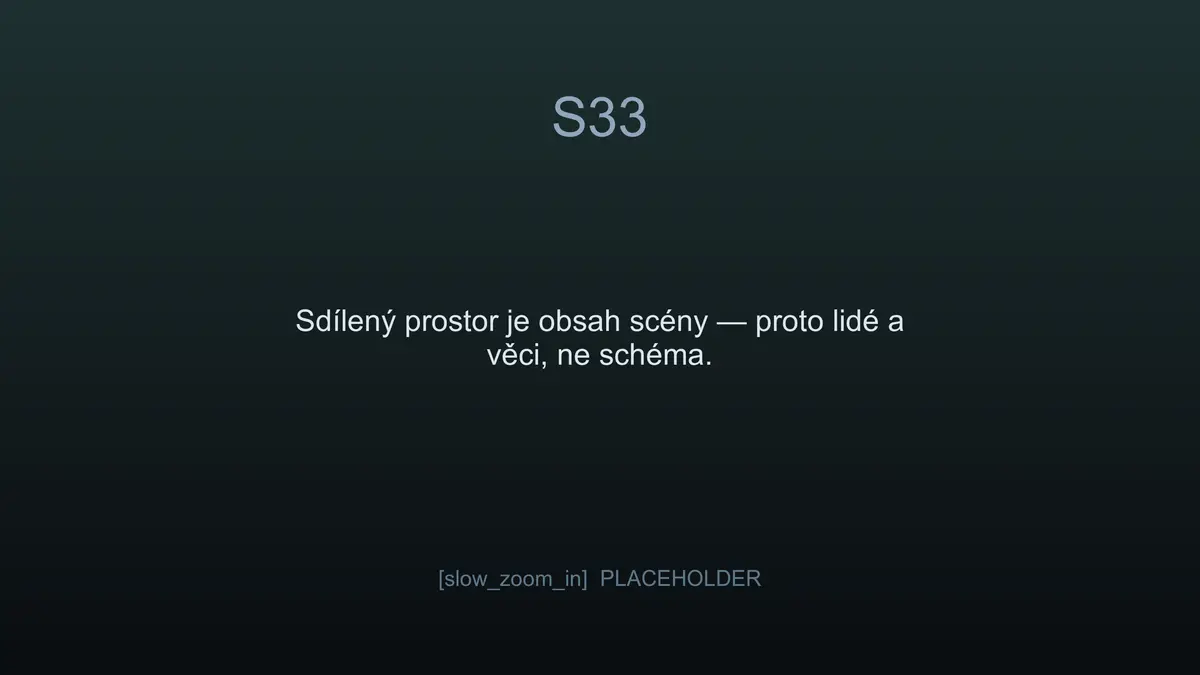 S33
Sdílený prostor je obsah scény — proto lidé a
věci, ne schéma.
[slow_zoom_in] PLACEHOLDER